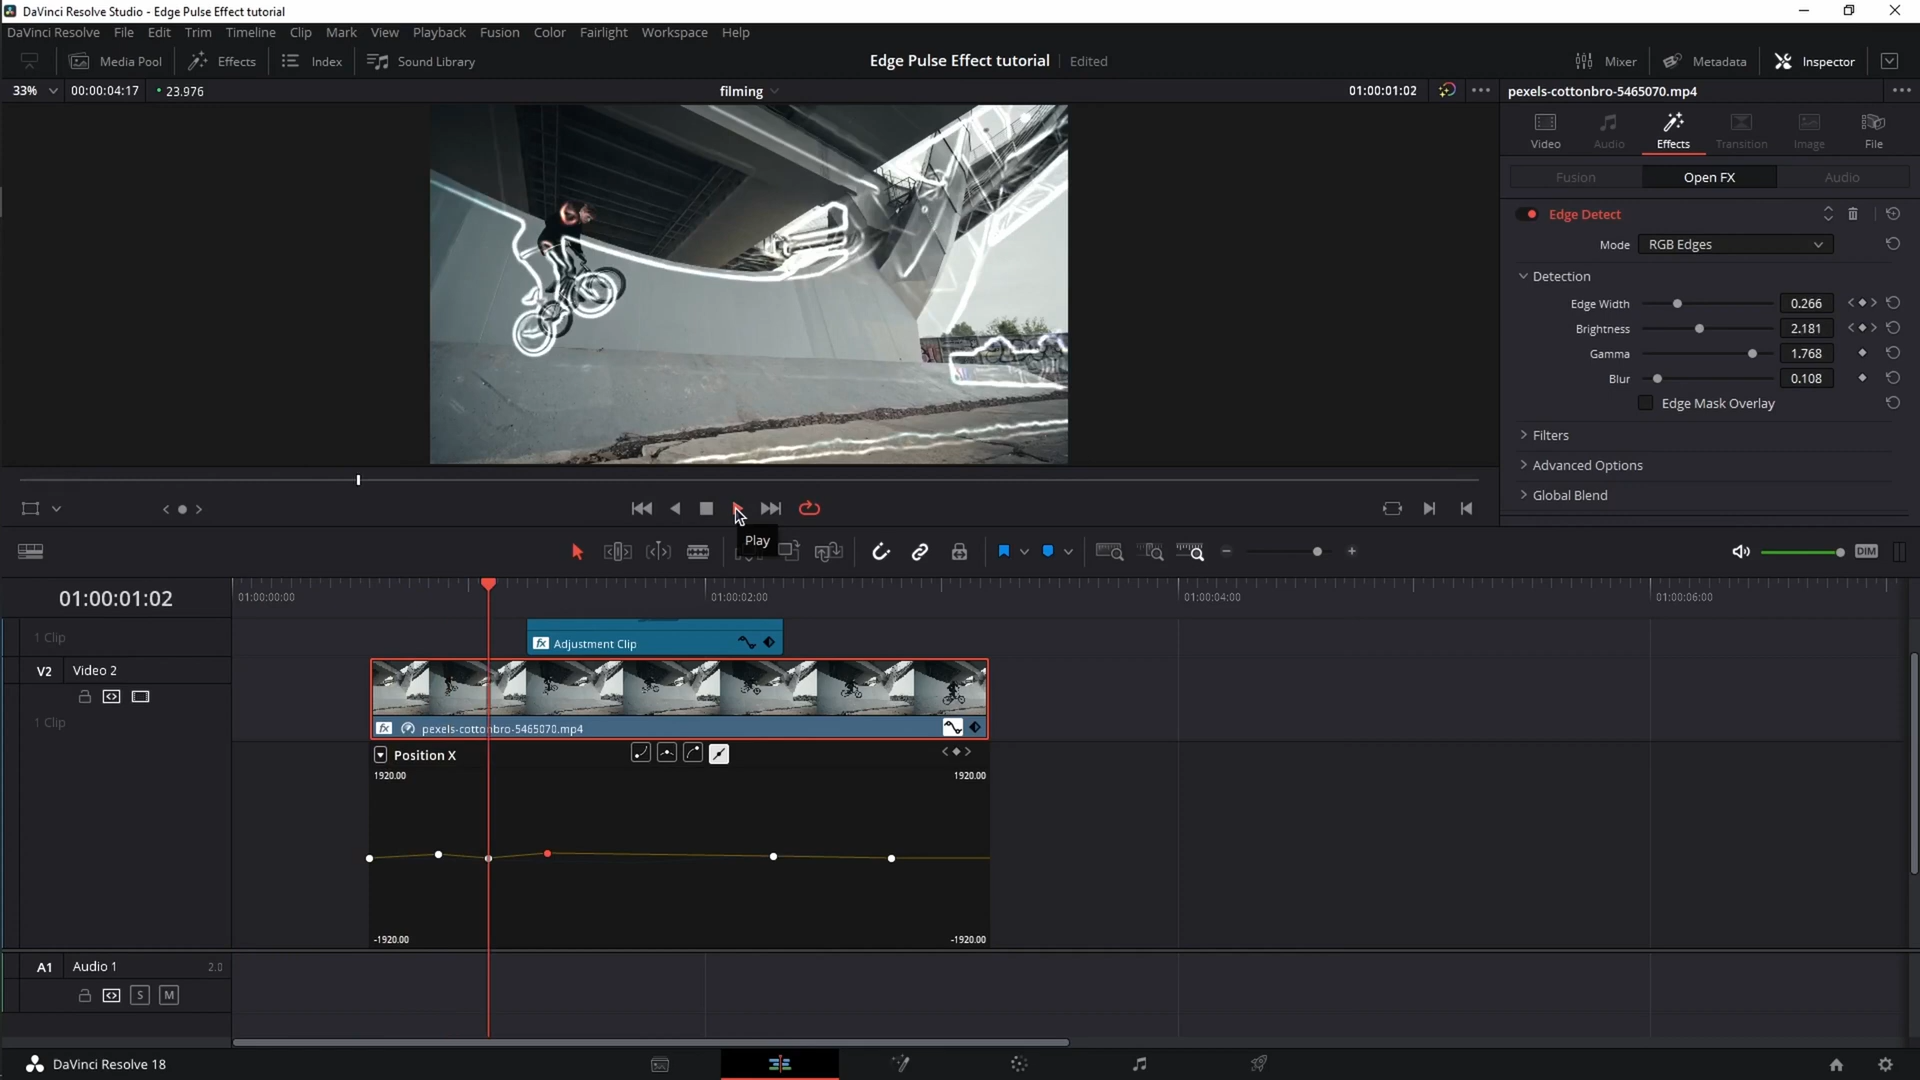 DaVinci Resolve Studio - Edge Pulse Effect tutorial
DaVinci Resolve File Edit Trim Timeline Clip Mark View Playback Fusion Color Fairlight Workspace Help
Media Pool Effects Index Sound Library Edge Pulse Effect tutorial Edited Mixer Metadata Inspector
33% 00:00:04:17 23.976 filming 01:00:01:02 pexels-cottonbro-5465070.mp4
Video Audio Effects Transition Image File
Fusion Open FX Audio
Edge Detect
Mode RGB Edges
Detection
Edge Width 0.266
Brightness 2.181
Gamma 1.768
Blur 0.108
Edge Mask Overlay
Filters
Advanced Options
Global Blend
Play
DIM
01:00:01:02 01:00:00:00 01:00:02:00 01:00:04:00 01:00:06:00
1 Clip
fx Adjustment Clip
V2 Video 2
1 Clip
fx pexels-cottonbro-5465070.mp4
Position X
1920.00 1920.00
-1920.00 -1920.00
A1 Audio 1 2.0
S M
DaVinci Resolve 18